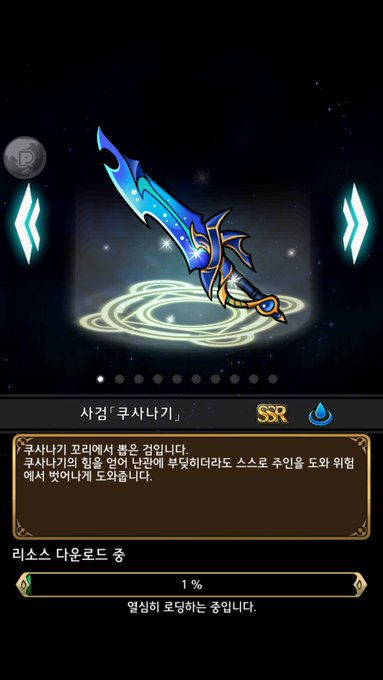 P
사검「쿠사나기」 SSR
쿠사나기 꼬리에서 뽑은 검입니다.
쿠사나기의 힘을 얻어 난관에 부딪히더라도 스스로 주인을 도와 위험
에서 벗어나게 도와줍니다.
리소스 다운로드 중
1 %
열심히 로딩하는 중입니다.